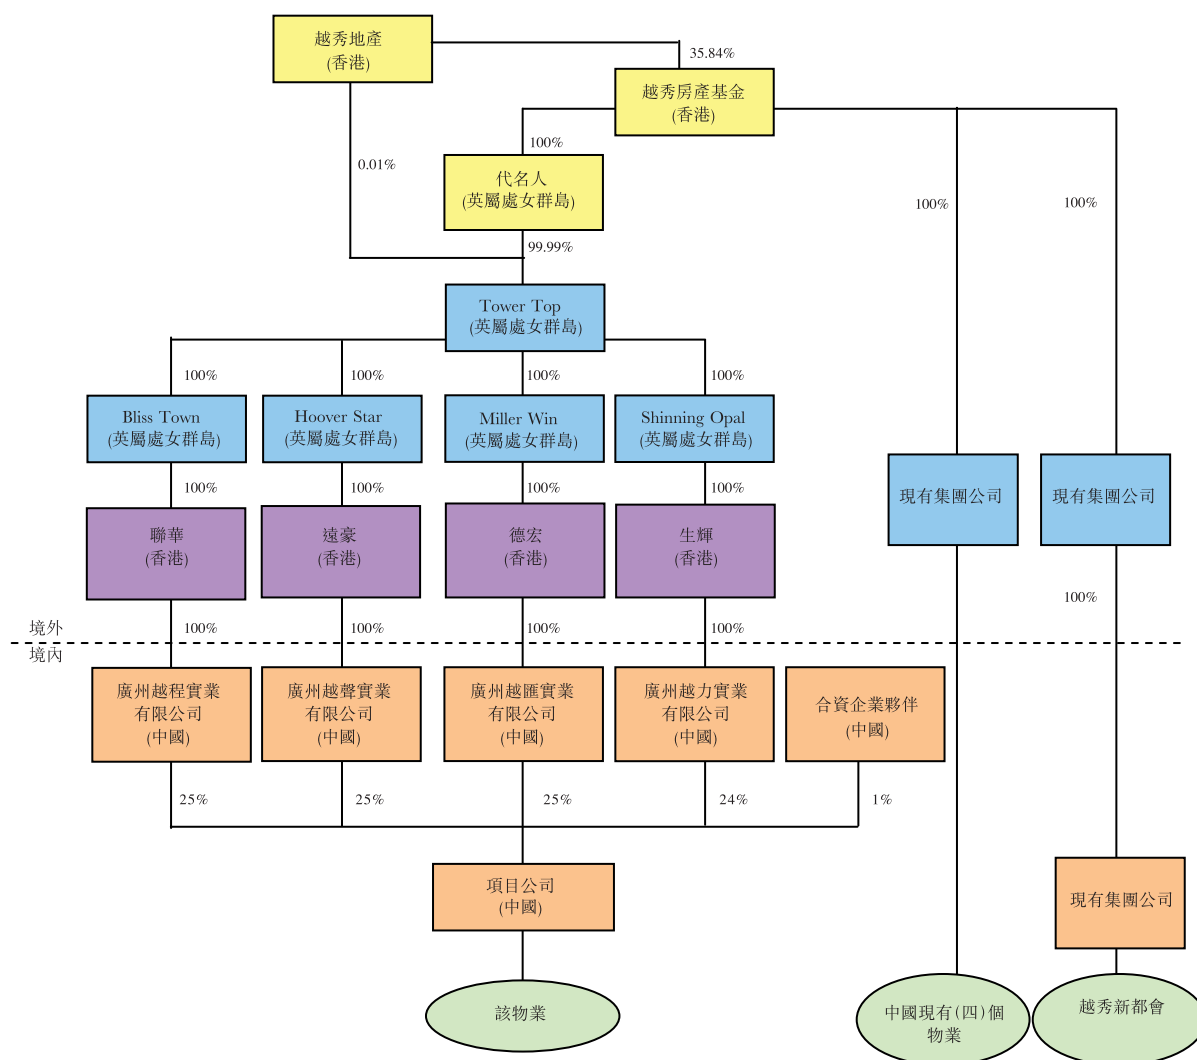 越秀地產
(香港)
35.84%
越秀房產基金
(香港)
100%
0.01%
代名人
(英屬處女群島)
100%
100%
99.99%
Tower Top
(英屬處女群島)
100%
100%
100%
100%
Bliss Town
(英屬處女群島)
Hoover Star
(英屬處女群島)
Miller Win
(英屬處女群島)
Shinning Opal
(英屬處女群島)
100%
100%
100%
100%
現有集團公司
現有集團公司
聯華
(香港)
遠豪
(香港)
德宏
(香港)
生輝
(香港)
100%
境外
100%
100%
100%
100%
境內
廣州越程實業
有限公司
(中國)
廣州越聲實業
有限公司
(中國)
廣州越匯實業
有限公司
(中國)
廣州越力實業
有限公司
(中國)
合資企業夥伴
(中國)
25%
25%
25%
24%
1%
項目公司
(中國)
現有集團公司
該物業
中國現有(四)個
物業
越秀新都會